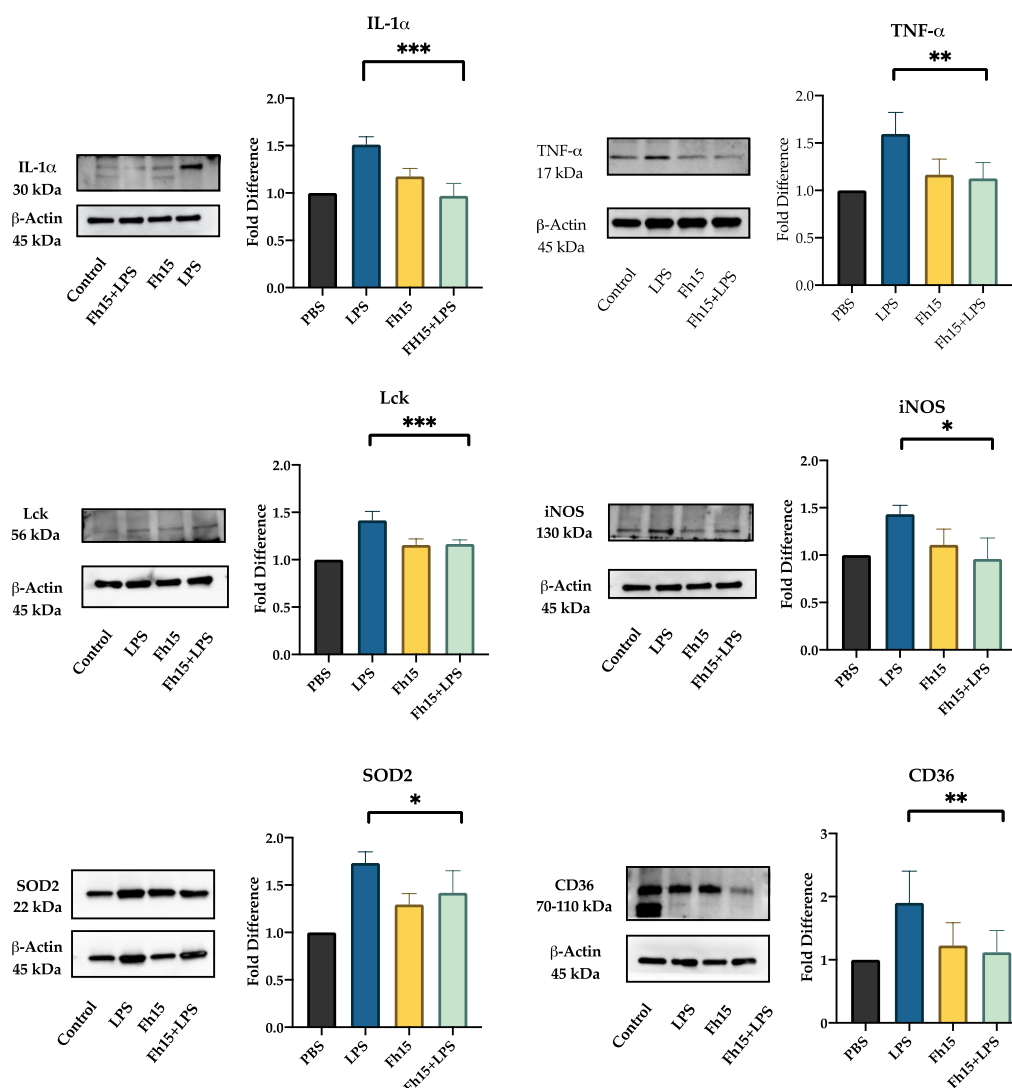 IL-1α
***
IL-1α
30 kDa
β-Actin
45 kDa
Control
Fh15+LPS
Fh15
LPS
Fold Difference
2.0
1.5
1.0
0.5
0.0
PBS
LPS
Fh15
FH15+LPS
TNF-α
**
TNF-α
17 kDa
β-Actin
45 kDa
Control
LPS
Fh15
Fh15+LPS
Fold Difference
2.0
1.5
1.0
0.5
0.0
PBS
LPS
Fh15
Fh15+LPS
Lck
***
Lck
56 kDa
β-Actin
45 kDa
Control
LPS
Fh15
Fh15+LPS
Fold Difference
2.0
1.5
1.0
0.5
0.0
PBS
LPS
Fh15
Fh15+LPS
iNOS
*
iNOS
130 kDa
β-Actin
45 kDa
Control
LPS
Fh15
Fh15+LPS
Fold Difference
2.0
1.5
1.0
0.5
0.0
PBS
LPS
Fh15
Fh15+LPS
SOD2
*
SOD2
22 kDa
β-Actin
45 kDa
Control
LPS
Fh15
Fh15+LPS
Fold Difference
2.0
1.5
1.0
0.5
0.0
PBS
LPS
Fh15
Fh15+LPS
CD36
**
CD36
70-110 kDa
β-Actin
45 kDa
Control
LPS
Fh15
Fh15+LPS
Fold Difference
3
2
1
0
PBS
LPS
Fh15
Fh15+LPS